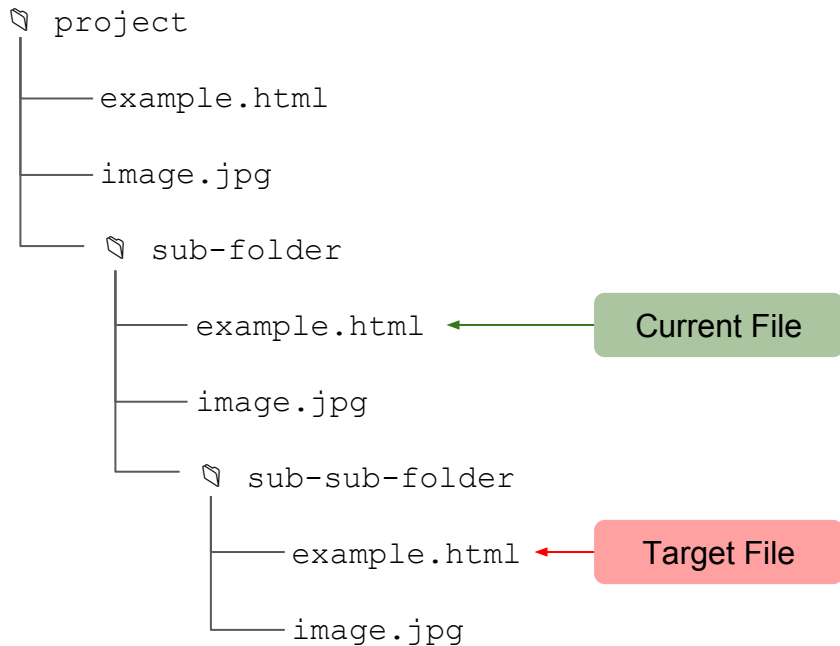 project
example.html
image.jpg
sub-folder
example.html
Current File
image.jpg
sub-sub-folder
example.html
Target File
image.jpg